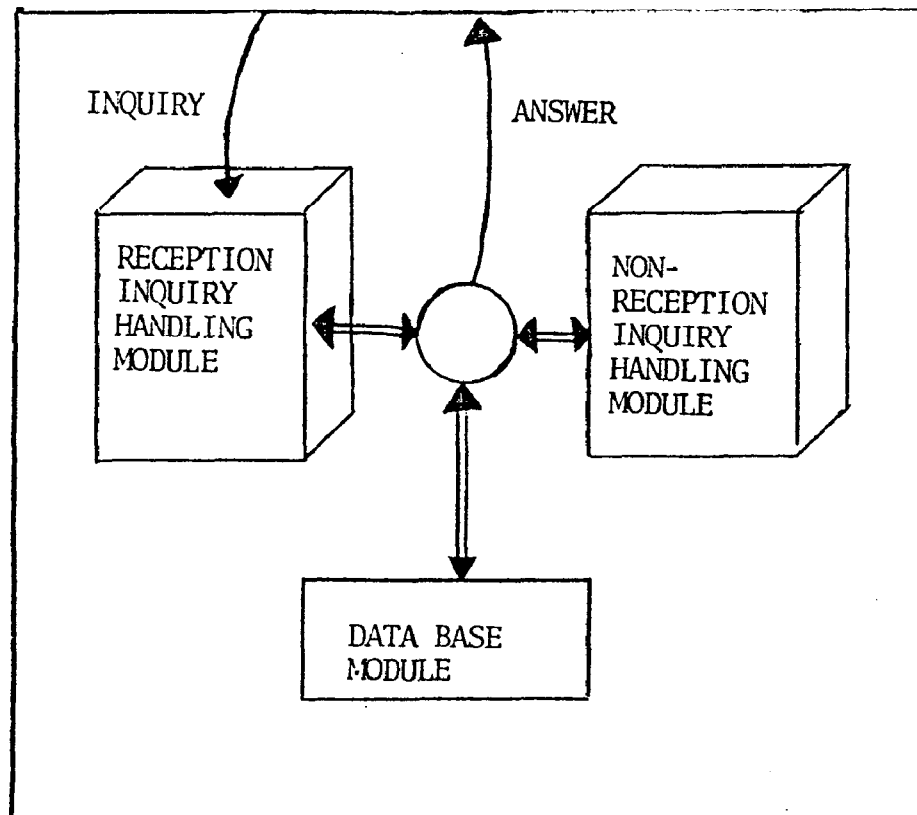 INQUIRY
ANSWER
RECEPTION
INQUIRY
HANDLING
MODULE
NON-
RECEPTION
INQUIRY
HANDLING
MODULE
DATA BASE
MODULE